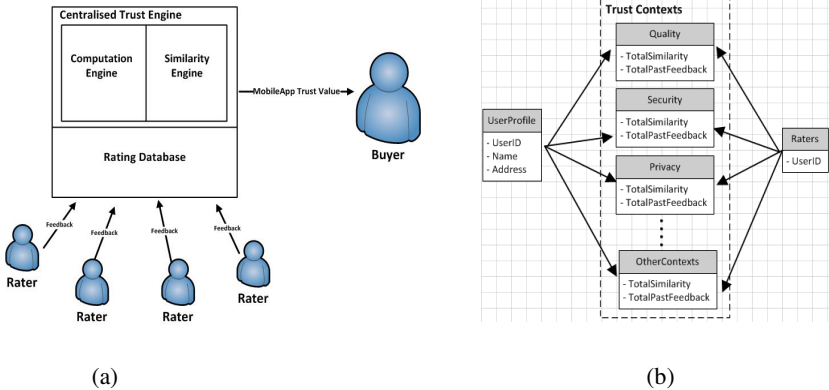 Centralised Trust Engine
Computation
Engine
Similarity
Engine
Rating Database
MobileApp Trust Value
Buyer
Feedback
Feedback
Feedback
Feedback
Rater
Rater
Rater
Rater
(a)
Trust Contexts
Quality
- TotalSimilarity
- TotalPastFeedback
Security
- TotalSimilarity
- TotalPastFeedback
UserProfile
- UserID
- Name
- Address
Raters
- UserID
Privacy
- TotalSimilarity
- TotalPastFeedback
OtherContexts
- TotalSimilarity
- TotalPastFeedback
(b)